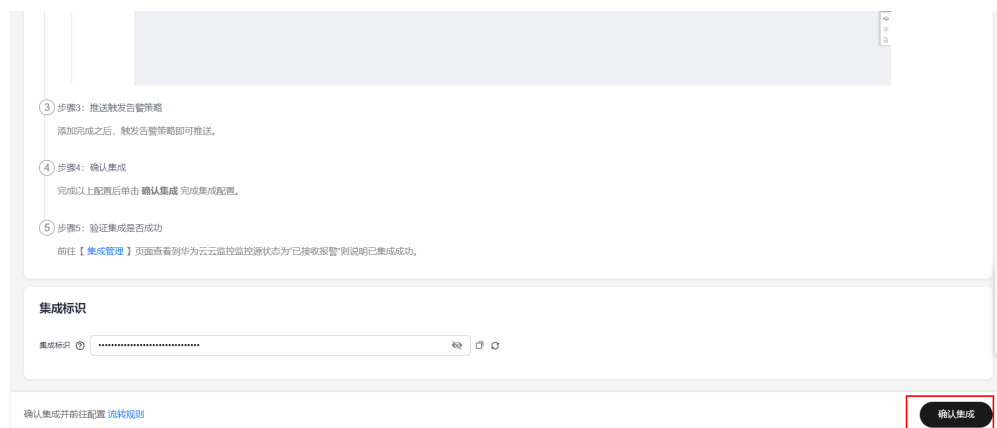 3 步骤3：推送触发告警策略
添加完成之后，触发告警策略即可推送。
4 步骤4：确认集成
完成以上配置后单击 确认集成 完成集成配置。
5 步骤5：验证集成是否成功
前往【 集成管理 】页面查看到华为云云监控监控源状态为"已接收报警"则说明已集成成功。
集成标识
集成标识
确认集成并前往配置 流转规则
确认集成